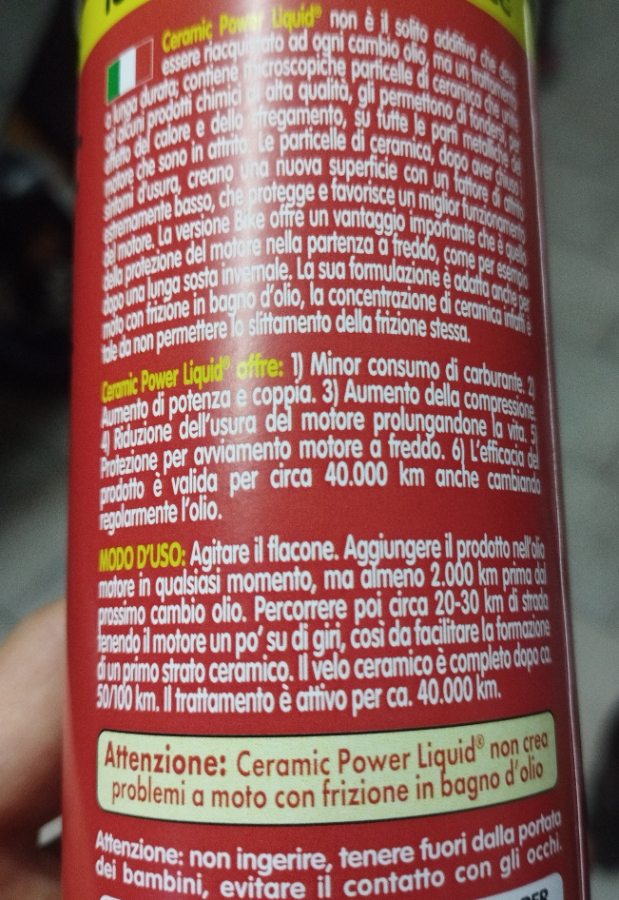 Ceramic Power Liquid® non è il solito additivo che deve
essere riacquistato ad ogni cambio olio, ma un trattamento
a lunga durata; contiene microscopiche particelle di ceramica che unite
ad alcuni prodotti chimici di alta qualità, gli permettono di fondersi, per
effetto del calore e dello sfregamento, su tutte le parti metalliche del
motore che sono in attrito. Le particelle di ceramica, dopo aver chiuso i
sintomi d'usura, creano una nuova superficie con un fattore di attrito
estremamente basso, che protegge e favorisce un miglior funzionamento
del motore. La versione Bike offre un vantaggio importante che è quello
della protezione del motore nella partenza a freddo, come per esempio
dopo una lunga sosta invernale. La sua formulazione è adatta anche per
moto con frizione in bagno d'olio, la concentrazione di ceramica infatti è
tale da non permettere lo slittamento della frizione stessa.
Ceramic Power Liquid® offre: 1) Minor consumo di carburante. 2)
Aumento di potenza e coppia. 3) Aumento della compressione.
4) Riduzione dell'usura del motore prolungandone la vita. 5)
Protezione per avviamento motore a freddo. 6) L'efficacia del
prodotto è valida per circa 40.000 km anche cambiando
regolarmente l'olio.
MODO D'USO: Agitare il flacone. Aggiungere il prodotto nell'olio
motore in qualsiasi momento, ma almeno 2.000 km prima dal
prossimo cambio olio. Percorrere poi circa 20-30 km di strada
tenendo il motore un po' su di giri, così da facilitare la formazione
di un primo strato ceramico. Il velo ceramico è completo dopo ca.
50/100 km. Il trattamento è attivo per ca. 40.000 km.
Attenzione: Ceramic Power Liquid® non crea
problemi a moto con frizione in bagno d'olio
Attenzione: non ingerire, tenere fuori dalla portata
dei bambini, evitare il contatto con gli occhi.